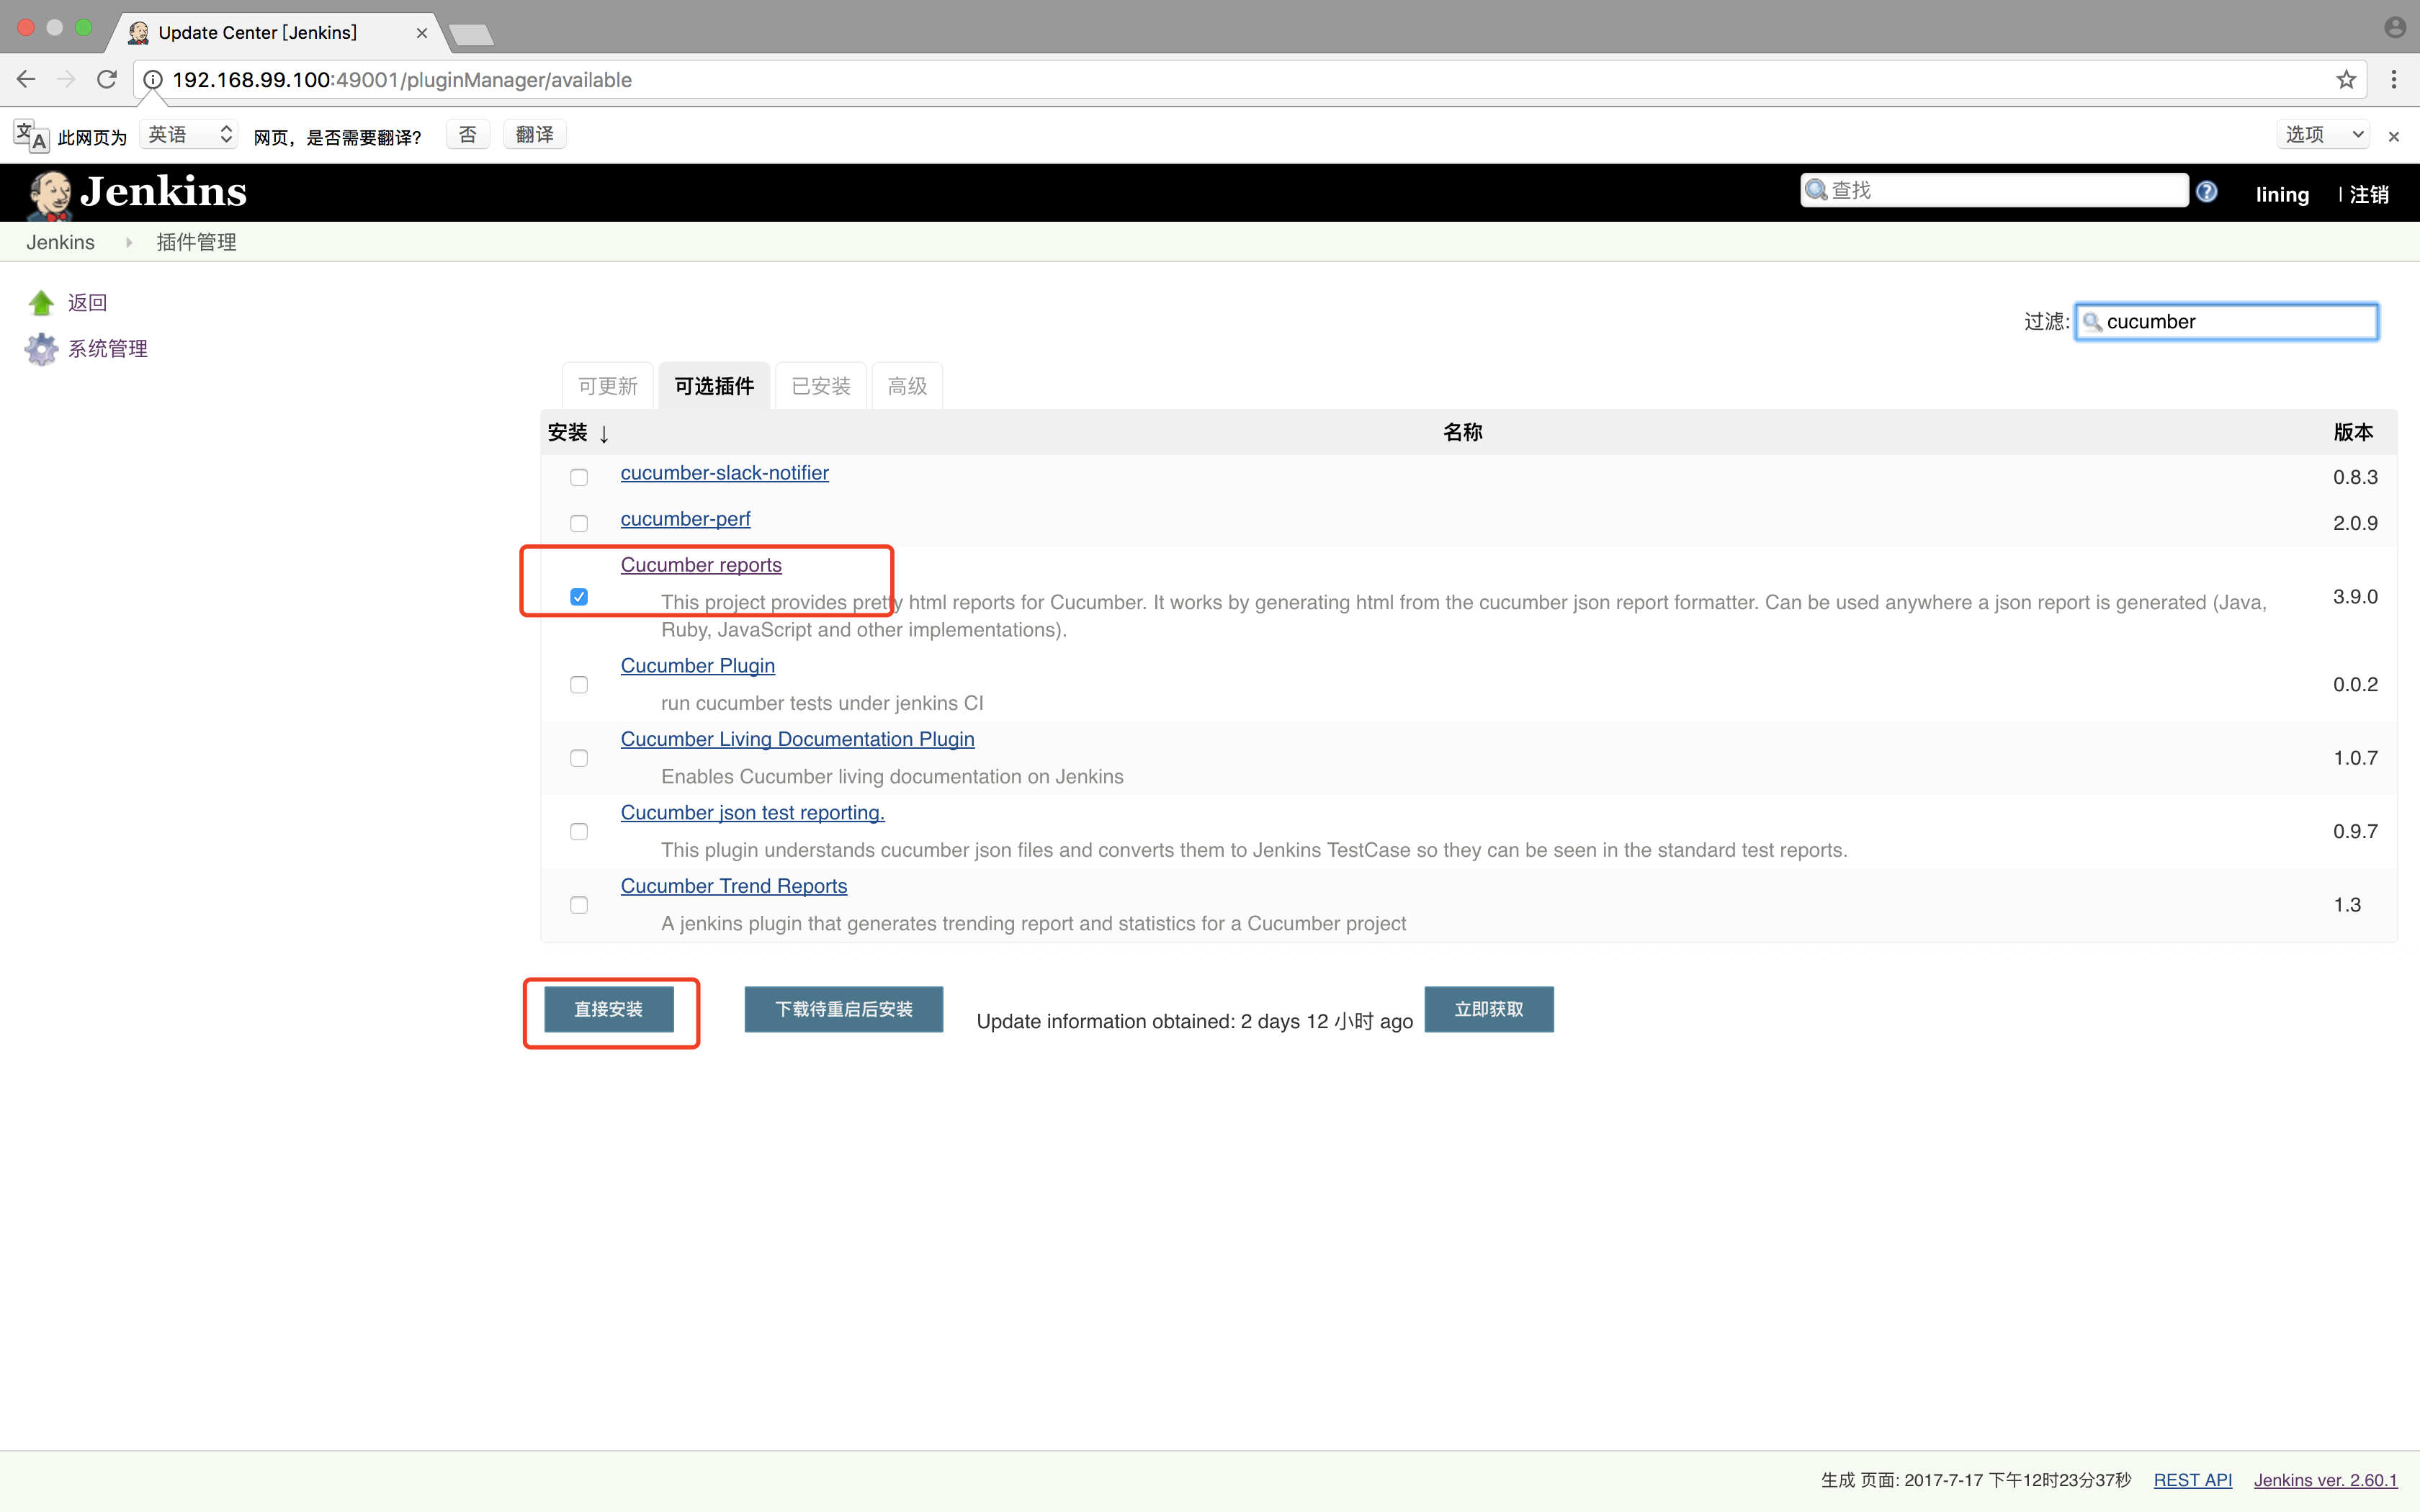 Update Center [Jenkins]
192.168.99.100:49001/pluginManager/available
此网页为 英语 网页，是否需要翻译? 否 翻译 选项
Jenkins 查找 lining | 注销
Jenkins 插件管理
返回
系统管理
过滤: cucumber
可更新 可选插件 已安装 高级
安装 ↓ 名称 版本
cucumber-slack-notifier 0.8.3
cucumber-perf 2.0.9
Cucumber reports
This project provides pretty html reports for Cucumber. It works by generating html from the cucumber json report formatter. Can be used anywhere a json report is generated (Java, 3.9.0
Ruby, JavaScript and other implementations).
Cucumber Plugin
run cucumber tests under jenkins CI 0.0.2
Cucumber Living Documentation Plugin
Enables Cucumber living documentation on Jenkins 1.0.7
Cucumber json test reporting.
This plugin understands cucumber json files and converts them to Jenkins TestCase so they can be seen in the standard test reports. 0.9.7
Cucumber Trend Reports
A jenkins plugin that generates trending report and statistics for a Cucumber project 1.3
直接安装 下载待重启后安装 Update information obtained: 2 days 12 小时 ago 立即获取
生成 页面: 2017-7-17 下午12时23分37秒 REST API Jenkins ver. 2.60.1